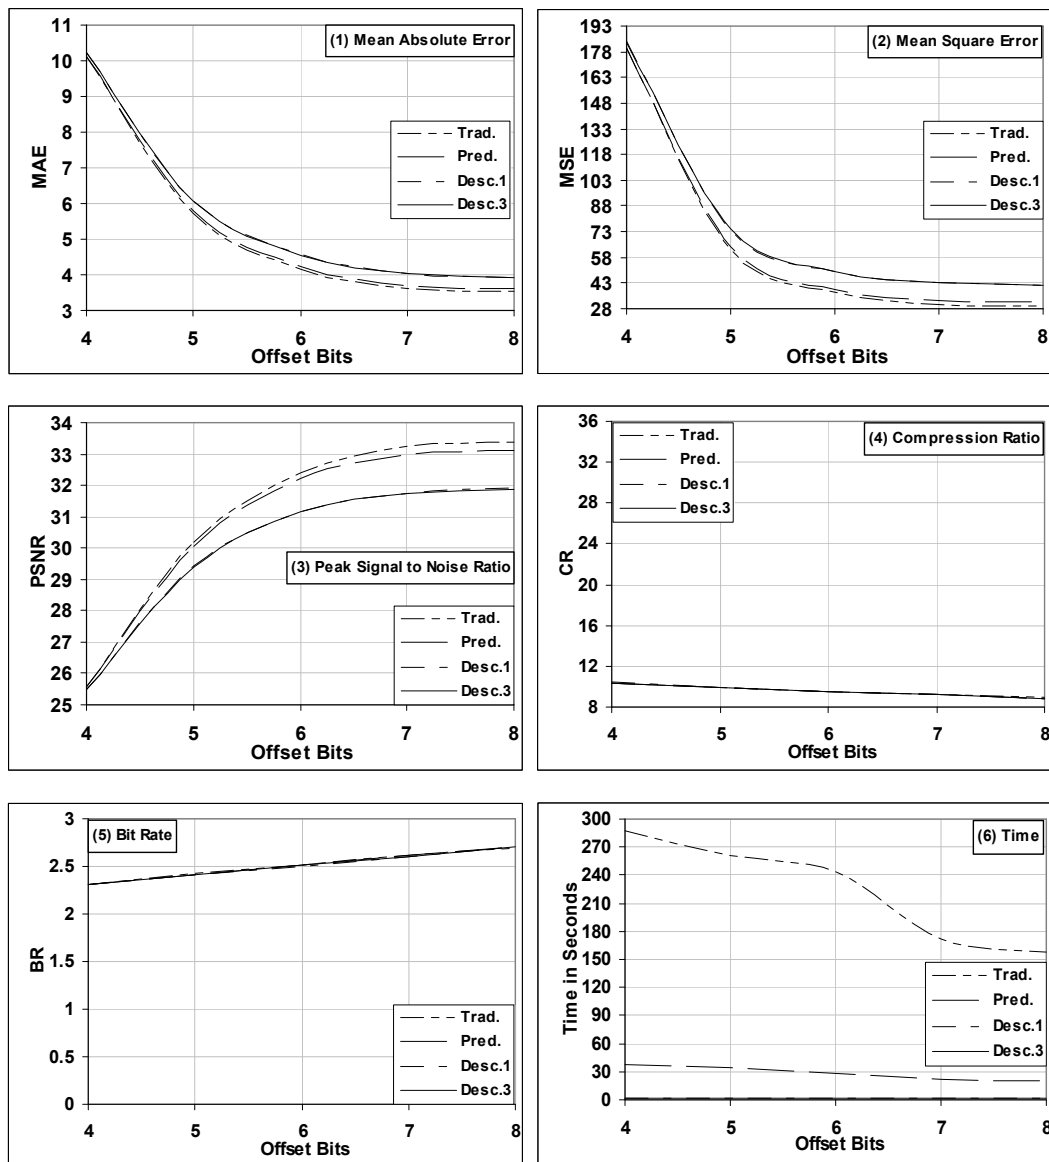 (1) Mean Absolute Error
11
10
9
8
7
6
5
4
3
MAE
Trad.
Pred.
Desc.1
Desc.3
4 5 6 7 8
Offset Bits
(2) Mean Square Error
193
178
163
148
133
118
103
88
73
58
43
28
MSE
Trad.
Pred.
Desc.1
Desc.3
4 5 6 7 8
Offset Bits
34
33
32
31
30
29
28
27
26
25
PSNR
(3) Peak Signal to Noise Ratio
Trad.
Pred.
Desc.1
Desc.3
4 5 6 7 8
Offset Bits
36
32
28
24
20
16
12
8
CR
Trad.
Pred.
Desc.1
Desc.3
(4) Compression Ratio
4 5 6 7 8
Offset Bits
3
2.5
2
1.5
1
0.5
0
BR
(5) Bit Rate
Trad.
Pred.
Desc.1
Desc.3
4 5 6 7 8
Offset Bits
300
270
240
210
180
150
120
90
60
30
0
Time in Seconds
(6) Time
Trad.
Pred.
Desc.1
Desc.3
4 5 6 7 8
Offset Bits